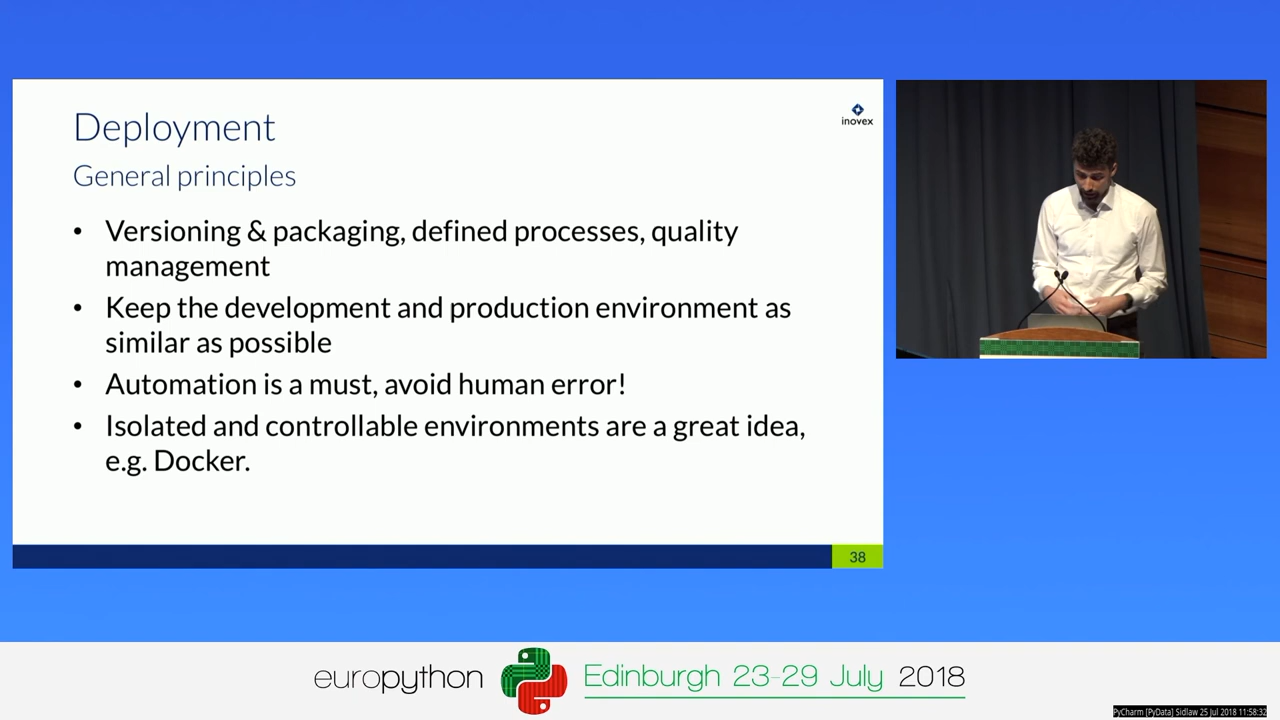 Deployment
inovex
General principles
• Versioning & packaging, defined processes, quality
management
• Keep the development and production environment as
similar as possible
• Automation is a must, avoid human error!
• Isolated and controllable environments are a great idea,
e.g. Docker.
38
europython Edinburgh 23-29 July 2018
PyCharm [PyData] Sidlaw 25 Jul 2018 11:58:32